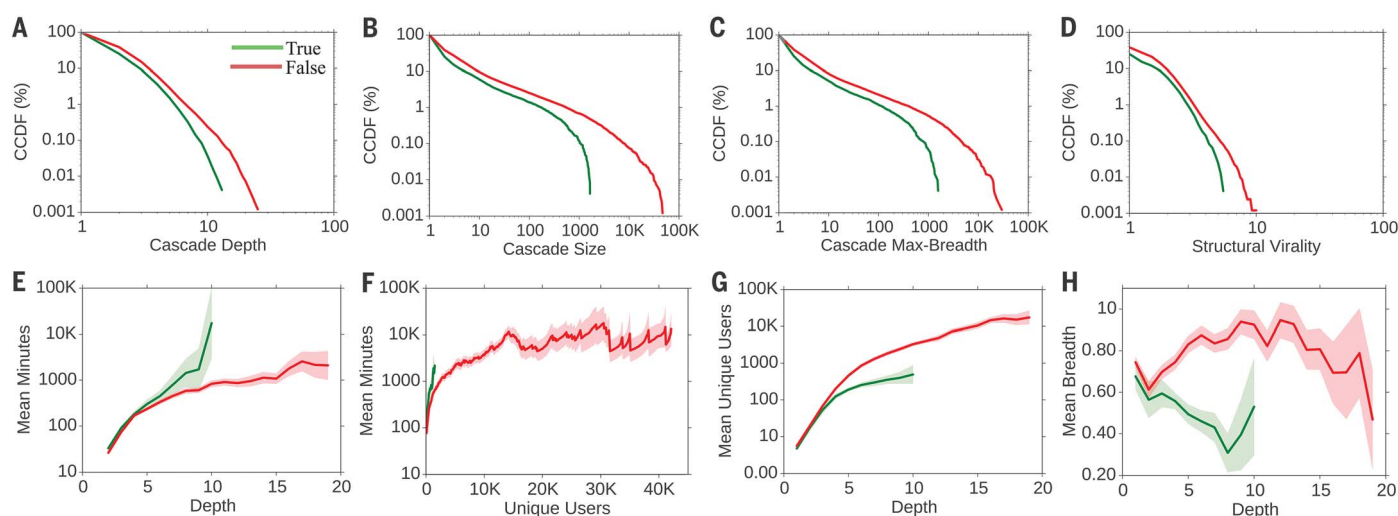 A
CCDF (%)
100
10
1
0.10
0.01
0.001
1
10
100
Cascade Depth
True
False
B
CCDF (%)
100
10
1
0.10
0.01
0.001
1
10
100
1000
10K
100K
Cascade Size
C
CCDF (%)
100
10
1
0.10
0.01
0.001
1
10
100
1000
10K
100K
Cascade Max-Breadth
D
CCDF (%)
100
10
1
0.10
0.01
0.001
1
10
100
Structural Virality
E
Mean Minutes
100K
10K
1000
100
10
0
5
10
15
20
Depth
F
Mean Minutes
100K
10K
1000
100
10
0
10K
20K
30K
40K
Unique Users
G
Mean Unique Users
100K
10K
1000
100
10
0.00
0
5
10
15
20
Depth
H
Mean Breadth
10
0.80
0.60
0.40
0.20
0
5
10
15
20
Depth